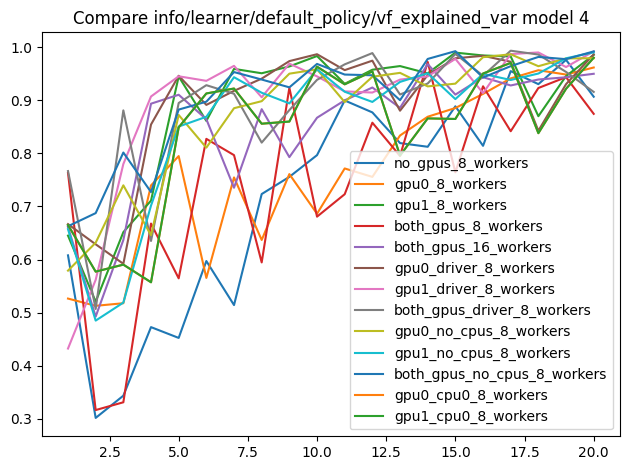 Compare info/learner/default_policy/vf_explained_var model 4
1.0
0.9
0.8
0.7
0.6
0.5
0.4
0.3
no_gpus_8_workers
gpu0_8_workers
gpu1_8_workers
both_gpus_8_workers
both_gpus_16_workers
gpu0_driver_8_workers
gpu1_driver_8_workers
both_gpus_driver_8_workers
gpu0_no_cpus_8_workers
gpu1_no_cpus_8_workers
both_gpus_no_cpus_8_workers
gpu0_cpu0_8_workers
gpu1_cpu0_8_workers
2.5 5.0 7.5 10.0 12.5 15.0 17.5 20.0